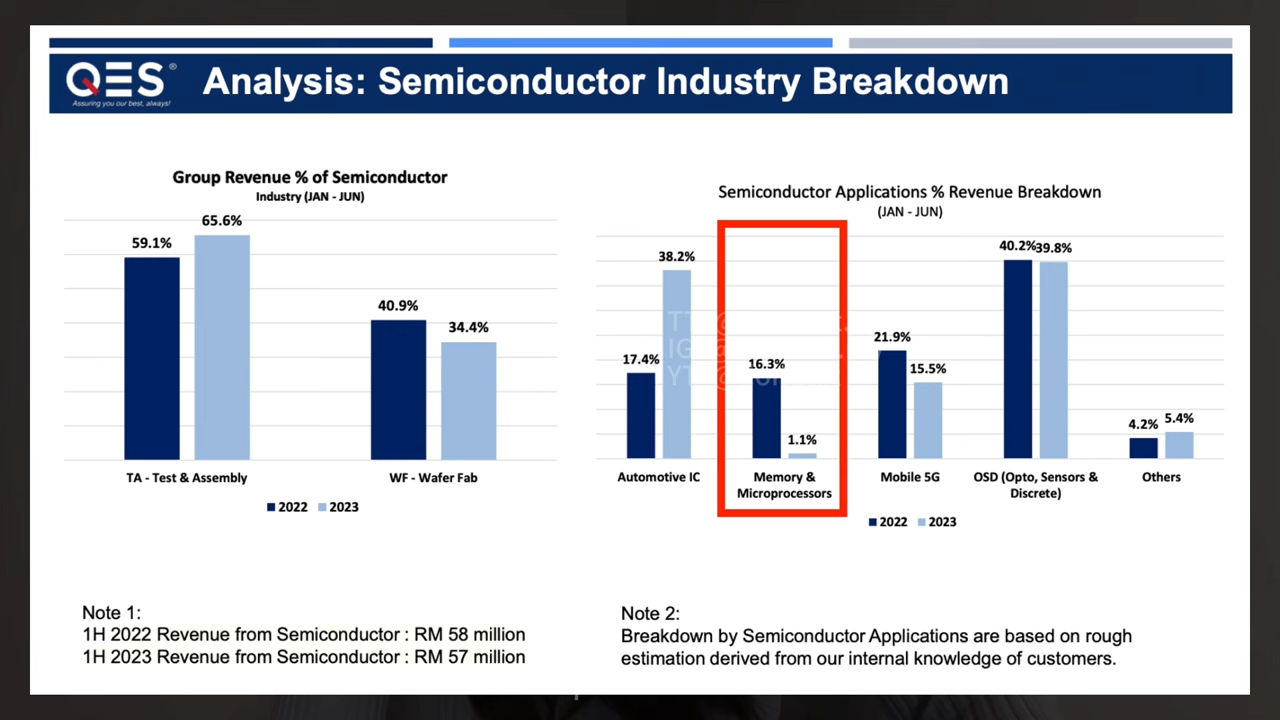 QES®
Assuring you our best, always!
Analysis: Semiconductor Industry Breakdown
Group Revenue % of Semiconductor
Industry (JAN - JUN)
65.6%
59.1%
40.9%
34.4%
TA - Test & Assembly
WF - Wafer Fab
2022 2023
Semiconductor Applications % Revenue Breakdown
(JAN - JUN)
40.2% 39.8%
38.2%
21.9%
17.4%
16.3%
15.5%
1.1%
4.2% 5.4%
Automotive IC
Memory &
Microprocessors
Mobile 5G
OSD (Opto, Sensors &
Discrete)
Others
2022 2023
Note 1:
1H 2022 Revenue from Semiconductor : RM 58 million
1H 2023 Revenue from Semiconductor : RM 57 million
Note 2:
Breakdown by Semiconductor Applications are based on rough
estimation derived from our internal knowledge of customers.